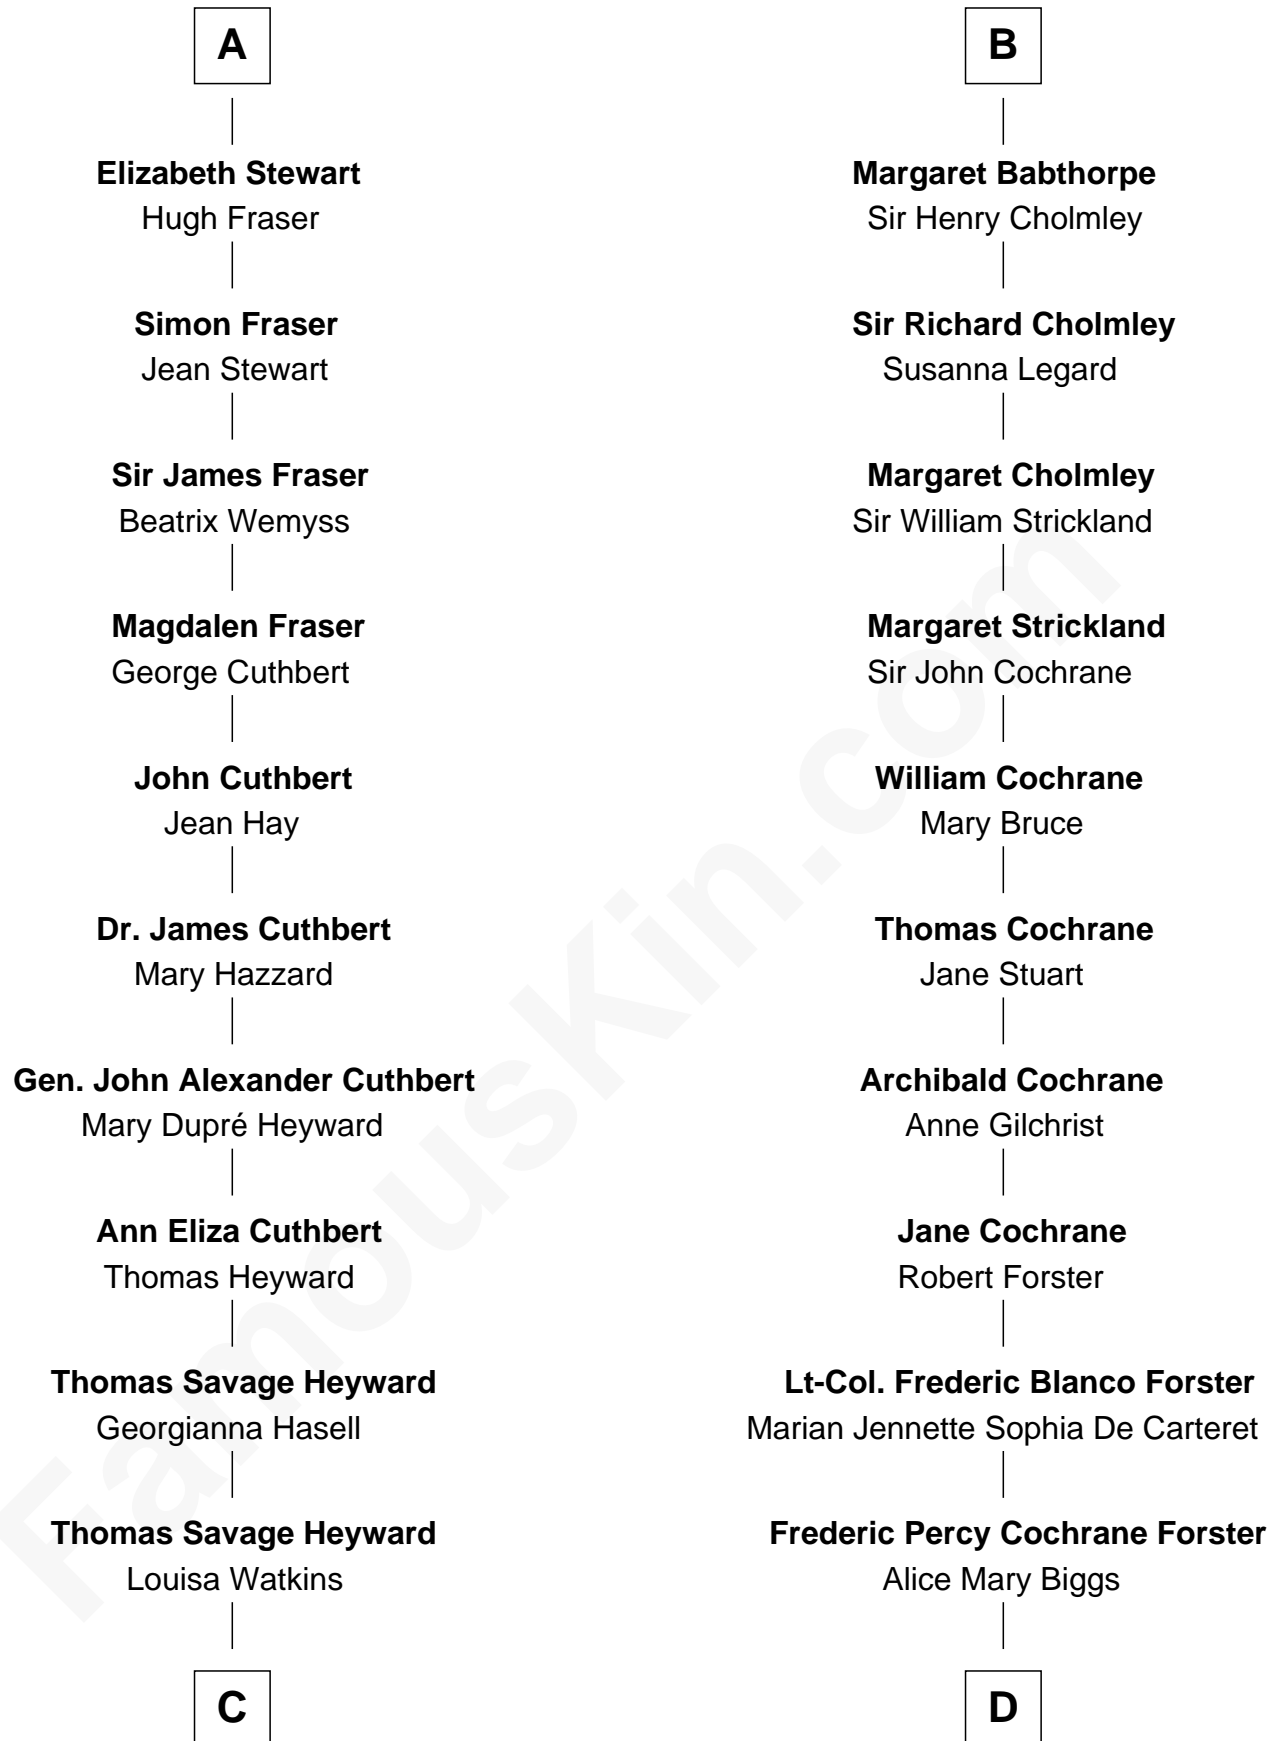 A
Elizabeth Stewart
Hugh Fraser
Simon Fraser
Jean Stewart
Sir James Fraser
Beatrix Wemyss
Magdalen Fraser
George Cuthbert
John Cuthbert
Jean Hay
Dr. James Cuthbert
Mary Hazzard
Gen. John Alexander Cuthbert
Mary Dupré Heyward
Ann Eliza Cuthbert
Thomas Heyward
Thomas Savage Heyward
Georgianna Hasell
Thomas Savage Heyward
Louisa Watkins
C
B
Margaret Babthorpe
Sir Henry Cholmley
Sir Richard Cholmley
Susanna Legard
Margaret Cholmley
Sir William Strickland
Margaret Strickland
Sir John Cochrane
William Cochrane
Mary Bruce
Thomas Cochrane
Jane Stuart
Archibald Cochrane
Anne Gilchrist
Jane Cochrane
Robert Forster
Lt-Col. Frederic Blanco Forster
Marian Jennette Sophia De Carteret
Frederic Percy Cochrane Forster
Alice Mary Biggs
D
FamousKin.com